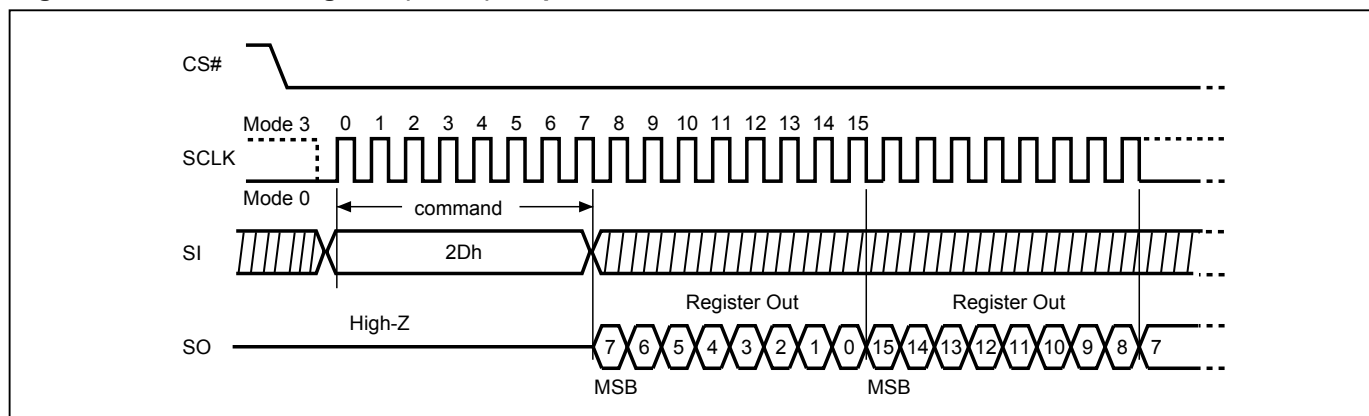 CS#
Mode 3 0 1 2 3 4 5 6 7 8 9 10 11 12 13 14 15
SCLK
Mode 0
command
SI 2Dh
Register Out Register Out
High-Z
SO 7 6 5 4 3 2 1 0 15 14 13 12 11 10 9 8 7
MSB MSB